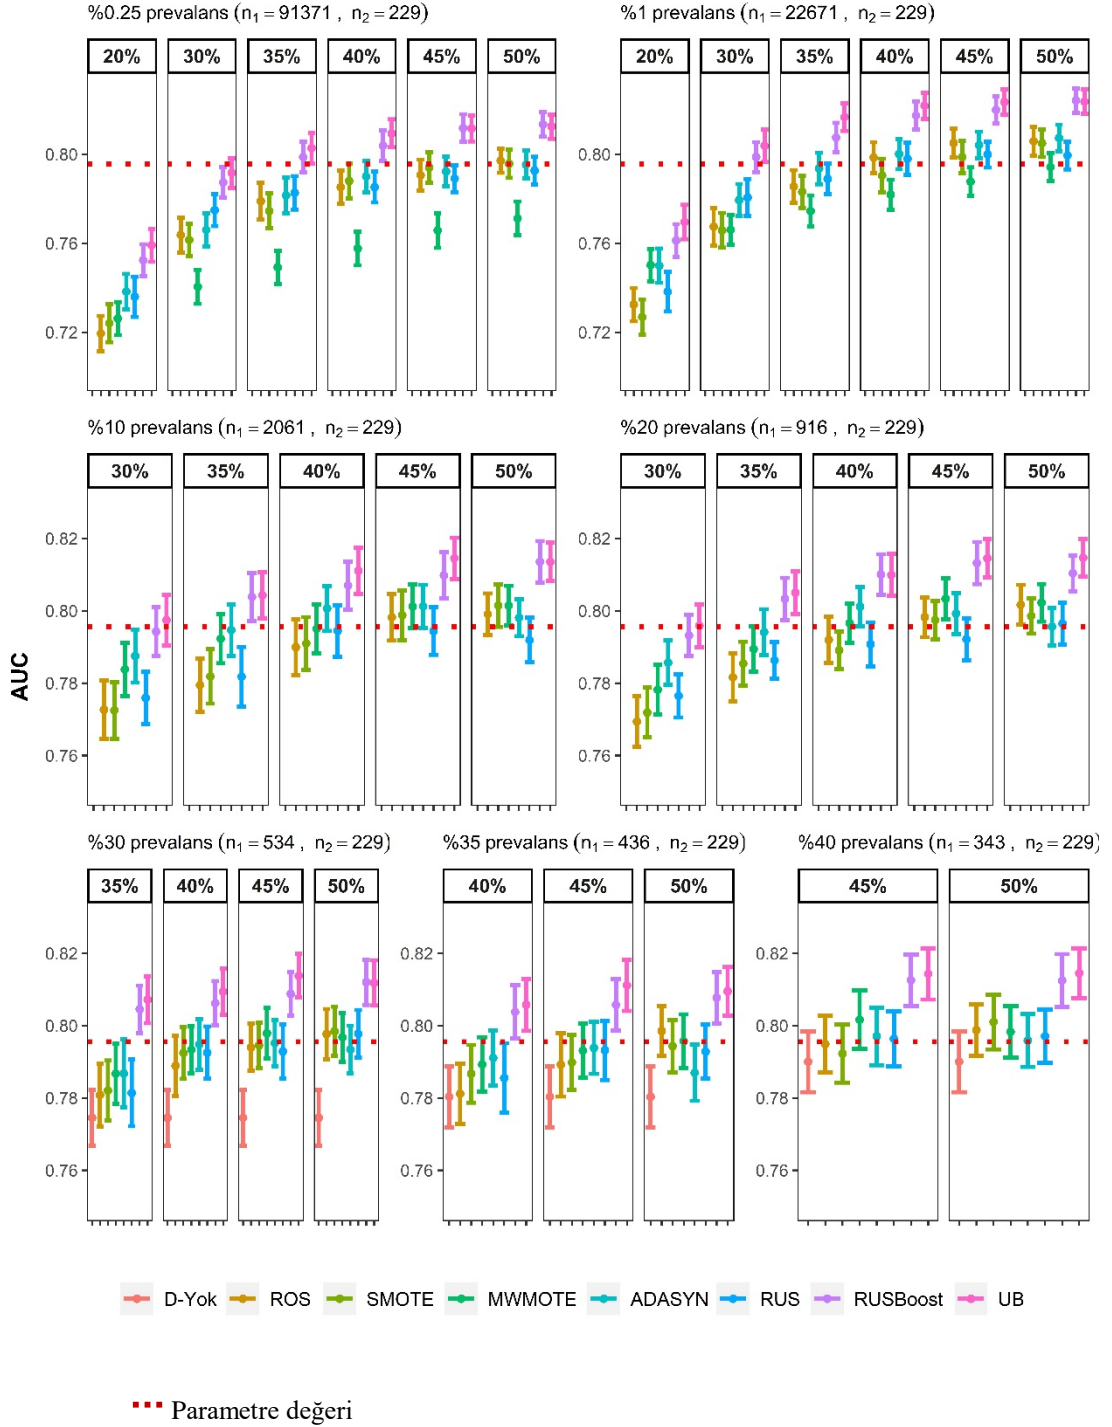 %0.25 prevalans (n₁ = 91371 , n₂ = 229)
%1 prevalans (n₁ = 22671 , n₂ = 229)
20% 30% 35% 40% 45% 50%
20% 30% 35% 40% 45% 50%
0.80
0.76
0.72
0.80
0.76
0.72
%10 prevalans (n₁ = 2061 , n₂ = 229)
%20 prevalans (n₁ = 916 , n₂ = 229)
30% 35% 40% 45% 50%
30% 35% 40% 45% 50%
0.82
0.80
0.78
0.76
0.82
0.80
0.78
0.76
AUC
%30 prevalans (n₁ = 534 , n₂ = 229)
%35 prevalans (n₁ = 436 , n₂ = 229)
%40 prevalans (n₁ = 343 , n₂ = 229)
35% 40% 45% 50%
40% 45% 50%
45% 50%
0.82
0.80
0.78
0.76
0.82
0.80
0.78
0.76
0.82
0.80
0.78
0.76
D-Yok ROS SMOTE MWMOTE ADASYN RUS RUSBoost UB
Parametre değeri